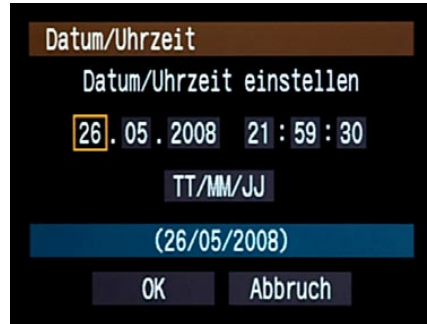 Datum/Uhrzeit
Datum/Uhrzeit einstellen
26 . 05 . 2008 21 : 59 : 30
TT/MM/JJ
(26/05/2008)
OK Abbruch